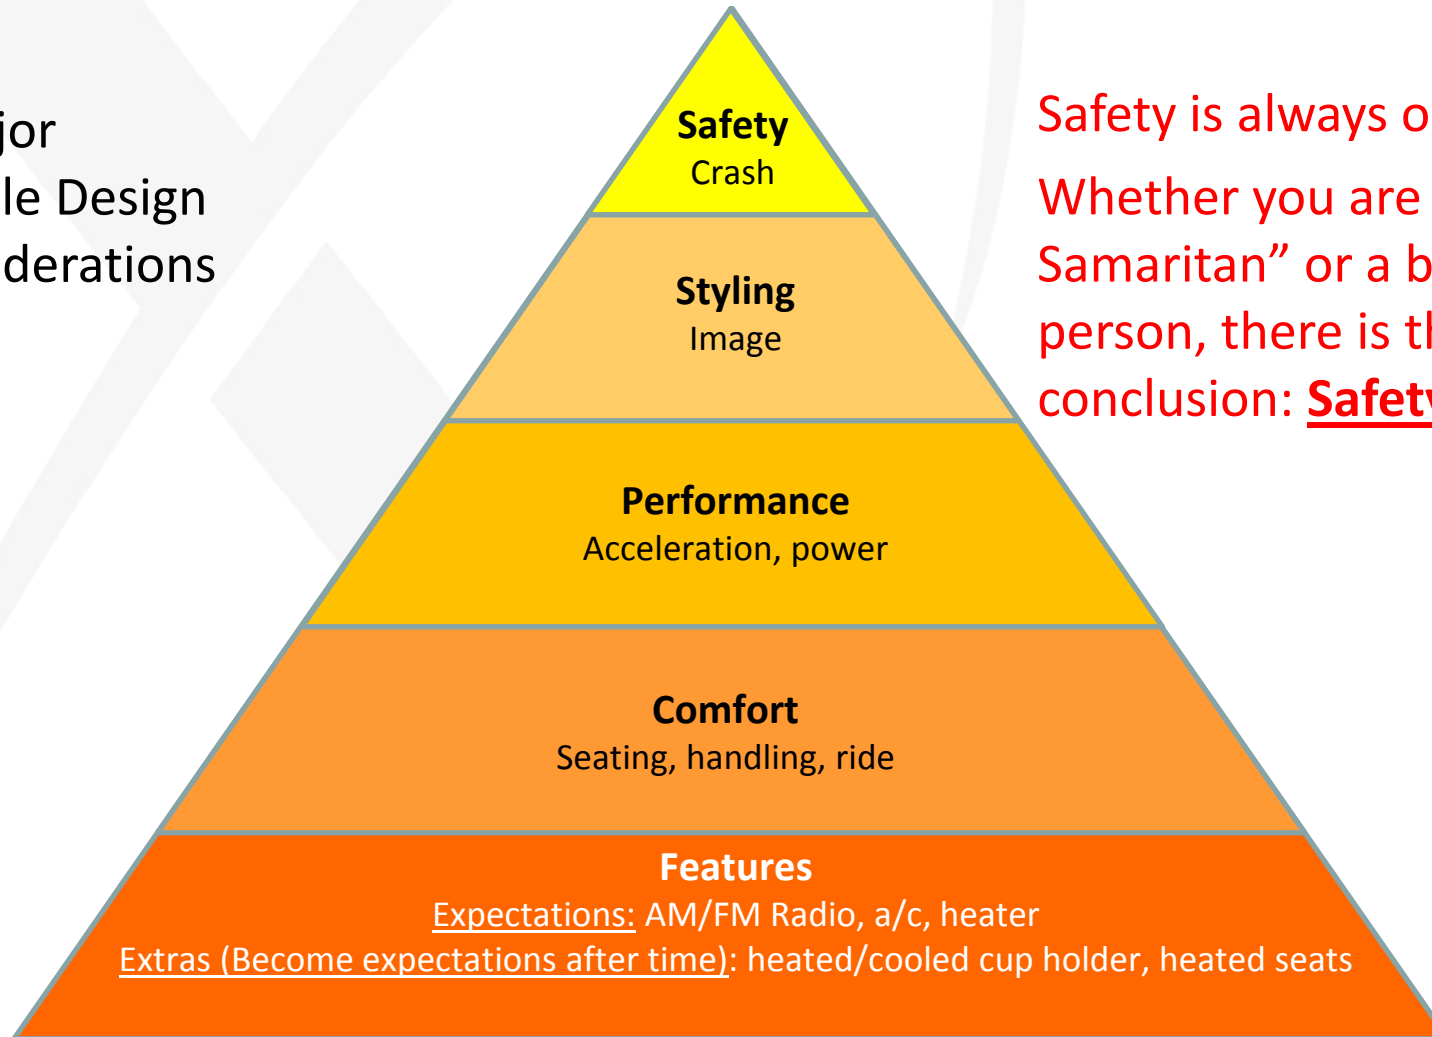 jor
le Design
derations
Safety is always o
Whether you are
Samaritan” or a b
person, there is th
conclusion: Safety
Safety
Crash
Styling
Image
Performance
Acceleration, power
Comfort
Seating, handling, ride
Features
Expectations: AM/FM Radio, a/c, heater
Extras (Become expectations after time): heated/cooled cup holder, heated seats